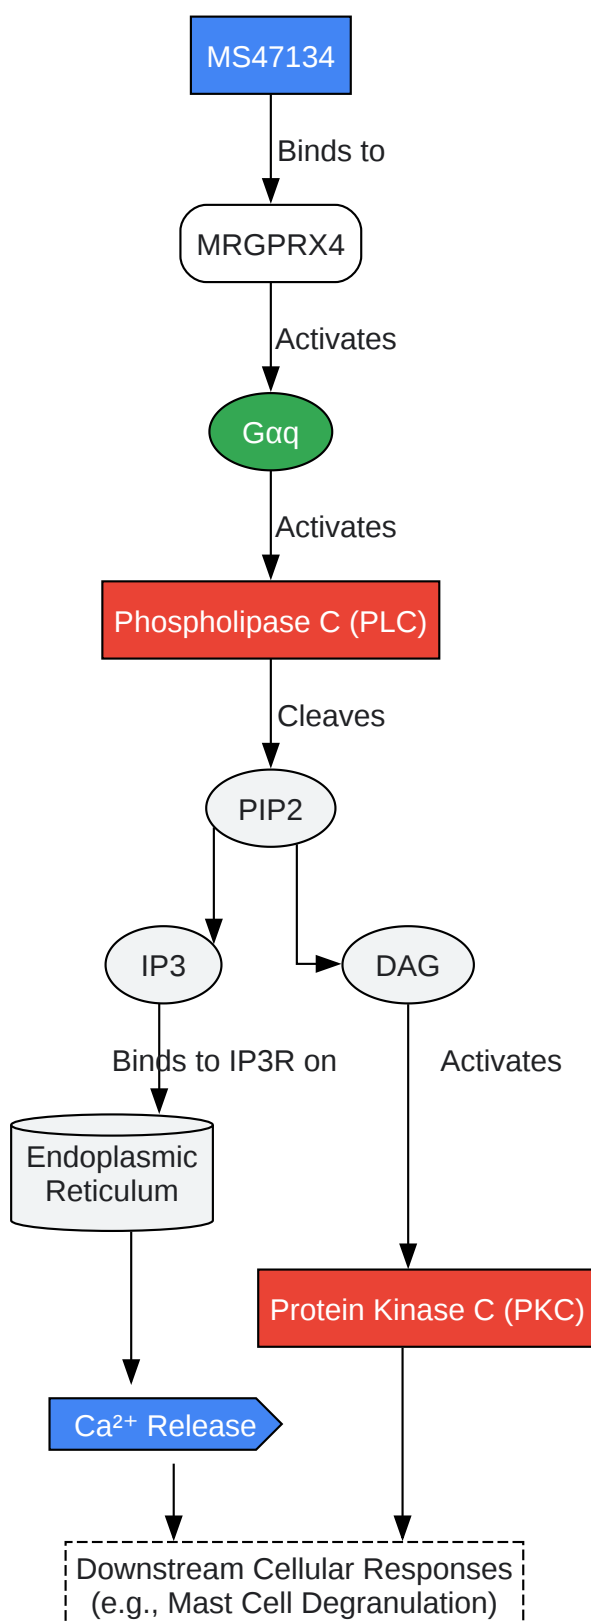 MS47134
Binds to
MRGPRX4
Activates
Gαq
Activates
Phospholipase C (PLC)
Cleaves
PIP2
IP3
DAG
Binds to IP3R on
Activates
Endoplasmic
Reticulum
Protein Kinase C (PKC)
Ca²⁺ Release
Downstream Cellular Responses
(e.g., Mast Cell Degranulation)